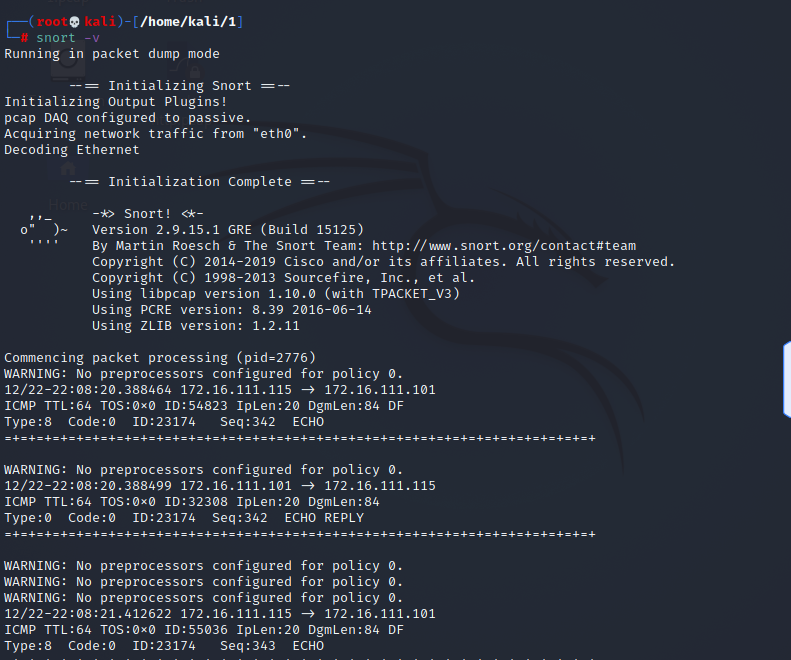 ┌──(root💀kali)-[/home/kali/1]
└─# snort -v
Running in packet dump mode
--== Initializing Snort ==--
Initializing Output Plugins!
pcap DAQ configured to passive.
Acquiring network traffic from "eth0".
Decoding Ethernet
--== Initialization Complete ==--
,,_     -*> Snort! <*-
o"  )~   Version 2.9.15.1 GRE (Build 15125)
''''    By Martin Roesch & The Snort Team: http://www.snort.org/contact#team
Copyright (C) 2014-2019 Cisco and/or its affiliates. All rights reserved.
Copyright (C) 1998-2013 Sourcefire, Inc., et al.
Using libpcap version 1.10.0 (with TPACKET_V3)
Using PCRE version: 8.39 2016-06-14
Using ZLIB version: 1.2.11
Commencing packet processing (pid=2776)
WARNING: No preprocessors configured for policy 0.
12/22-22:08:20.388464 172.16.111.115 -> 172.16.111.101
ICMP TTL:64 TOS:0x0 ID:54823 IpLen:20 DgmLen:84 DF
Type:8  Code:0  ID:23174   Seq:342  ECHO
=+=+=+=+=+=+=+=+=+=+=+=+=+=+=+=+=+=+=+=+=+=+=+=+=+=+=+=+=+=+=+=+=+=+=+=+=+
WARNING: No preprocessors configured for policy 0.
12/22-22:08:20.388499 172.16.111.101 -> 172.16.111.115
ICMP TTL:64 TOS:0x0 ID:32308 IpLen:20 DgmLen:84
Type:0  Code:0  ID:23174  Seq:342  ECHO REPLY
=+=+=+=+=+=+=+=+=+=+=+=+=+=+=+=+=+=+=+=+=+=+=+=+=+=+=+=+=+=+=+=+=+=+=+=+=+
WARNING: No preprocessors configured for policy 0.
WARNING: No preprocessors configured for policy 0.
WARNING: No preprocessors configured for policy 0.
12/22-22:08:21.412622 172.16.111.115 -> 172.16.111.101
ICMP TTL:64 TOS:0x0 ID:55036 IpLen:20 DgmLen:84 DF
Type:8  Code:0  ID:23174   Seq:343  ECHO